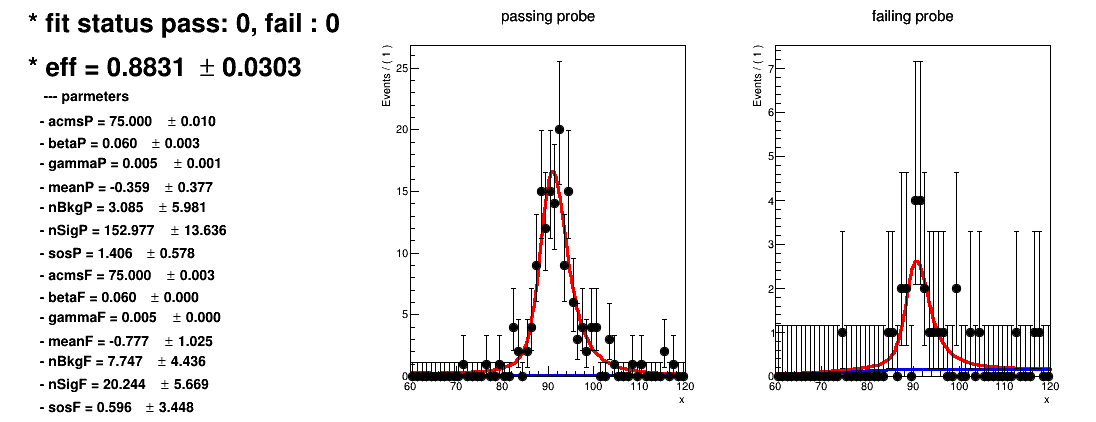 * fit status pass: 0, fail : 0
* eff = 0.8831 ± 0.0303
--- parmeters
- acmsP = 75.000 ± 0.010
- betaP = 0.060 ± 0.003
- gammaP = 0.005 ± 0.001
- meanP = -0.359 ± 0.377
- nBkgP = 3.085 ± 5.981
- nSigP = 152.977 ± 13.636
- sosP = 1.406 ± 0.578
- acmsF = 75.000 ± 0.003
- betaF = 0.060 ± 0.000
- gammaF = 0.005 ± 0.000
- meanF = -0.777 ± 1.025
- nBkgF = 7.747 ± 4.436
- nSigF = 20.244 ± 5.669
- sosF = 0.596 ± 3.448
passing probe
Events / ( 1 )
25
20
15
10
5
0
60 70 80 90 100 110 120
x
failing probe
Events / ( 1 )
7
6
5
4
3
2
1
0
60 70 80 90 100 110 120
x